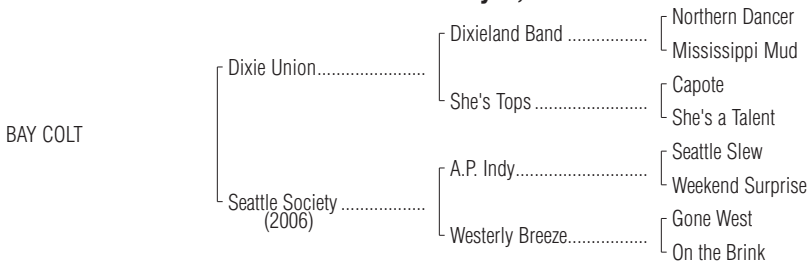 Northern Dancer
Dixieland Band ..................
Mississippi Mud
Dixie Union.......................
Capote
She's Tops ........................
She's a Talent
BAY COLT
Seattle Slew
A.P. Indy............................
Weekend Surprise
Seattle Society ..................
(2006)
Gone West
Westerly Breeze.................
On the Brink